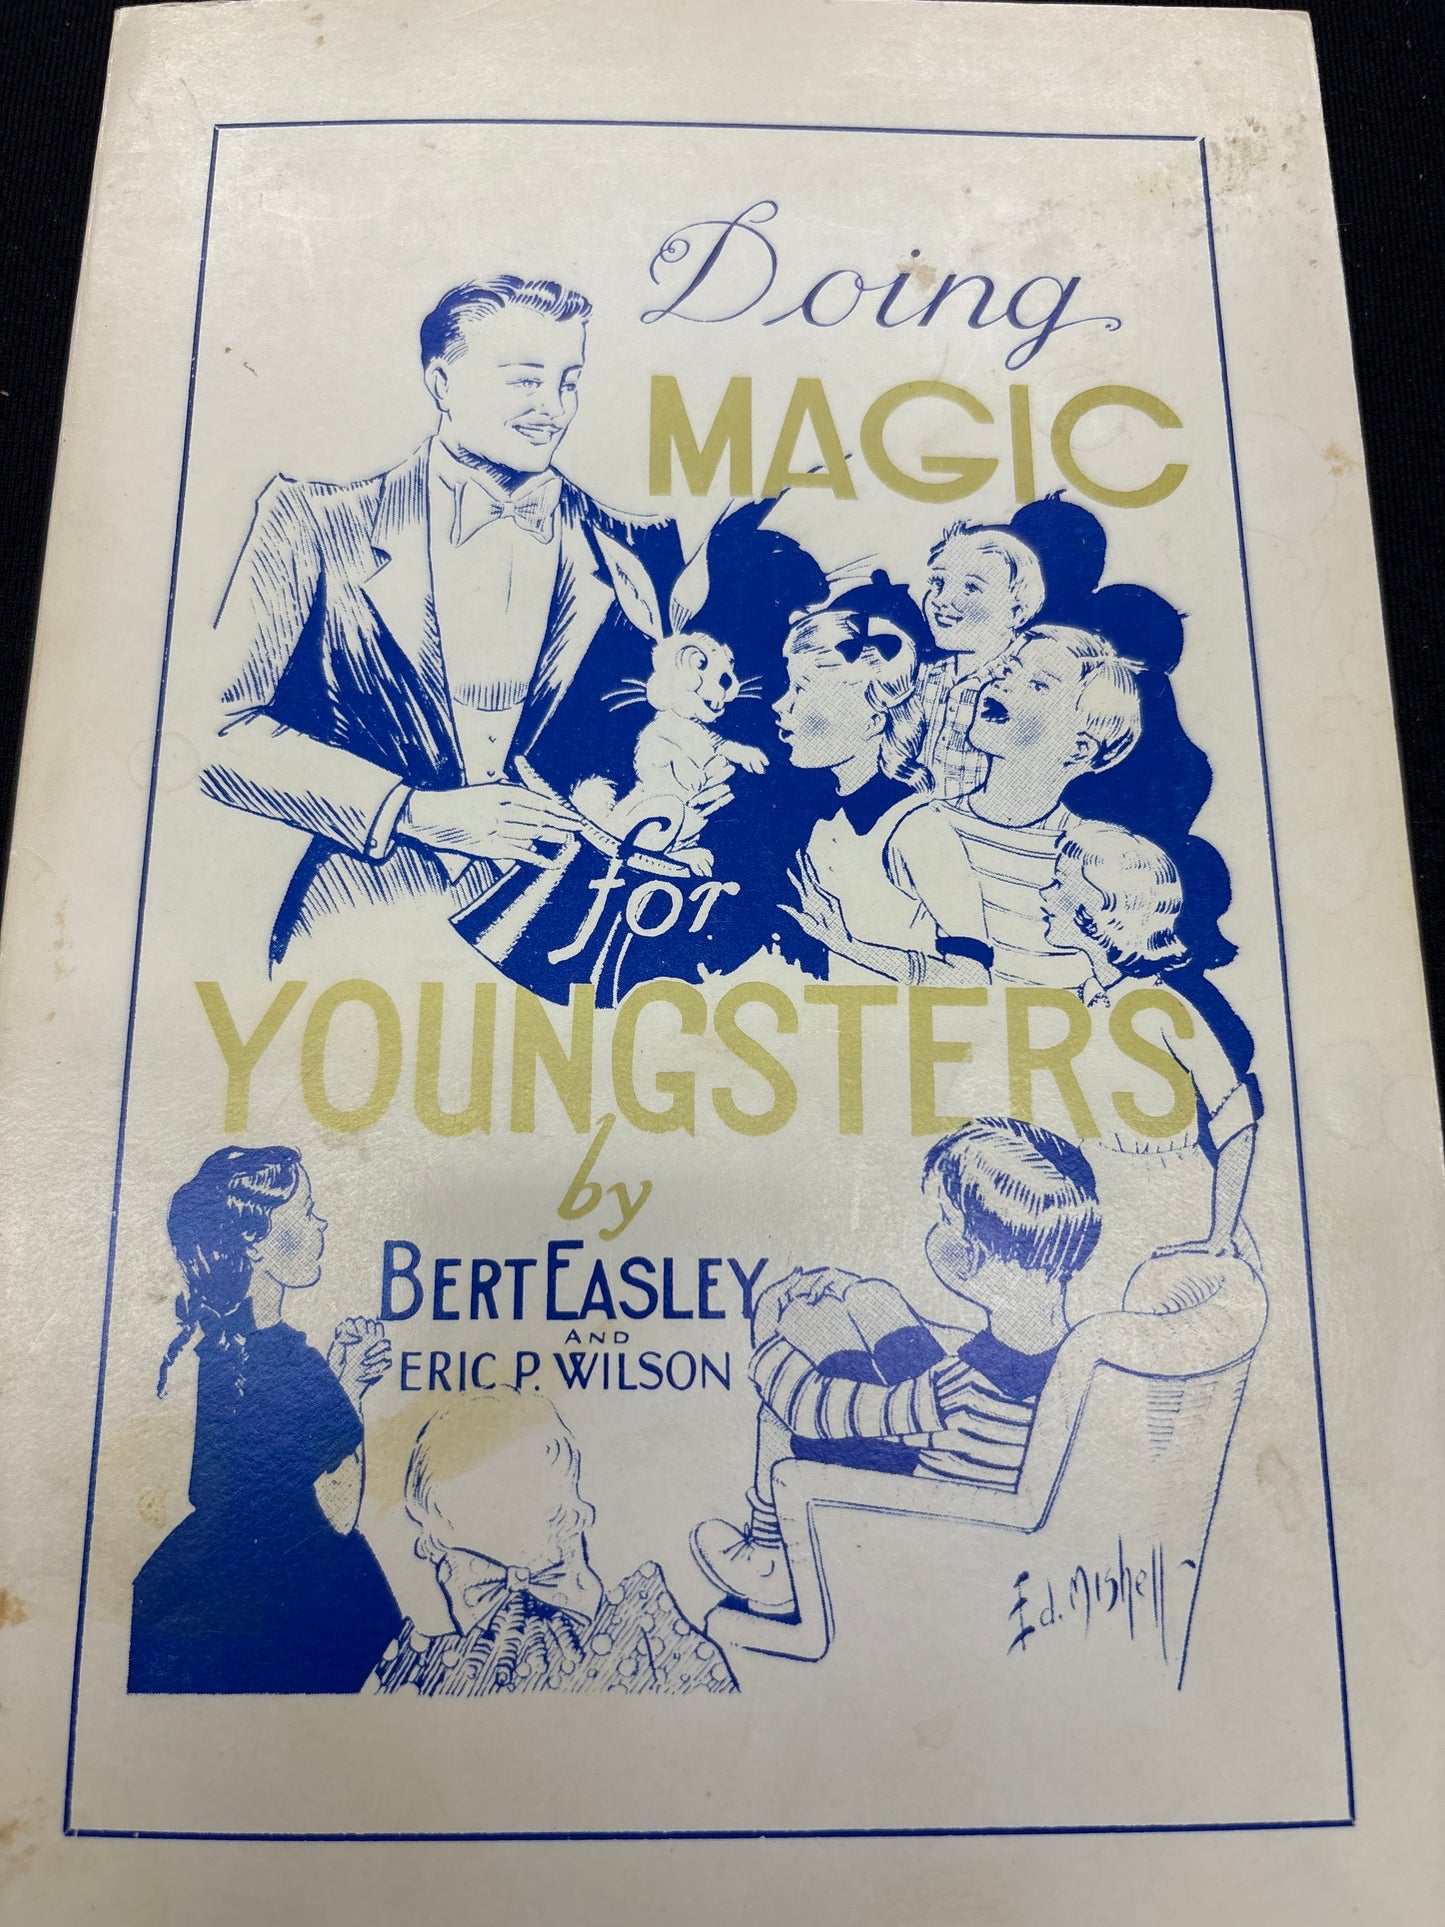 Doing
MAGIC
for
YOUNGSTERS
by
BERT EASLEY
AND
ERIC P. WILSON
Ed. Mishell